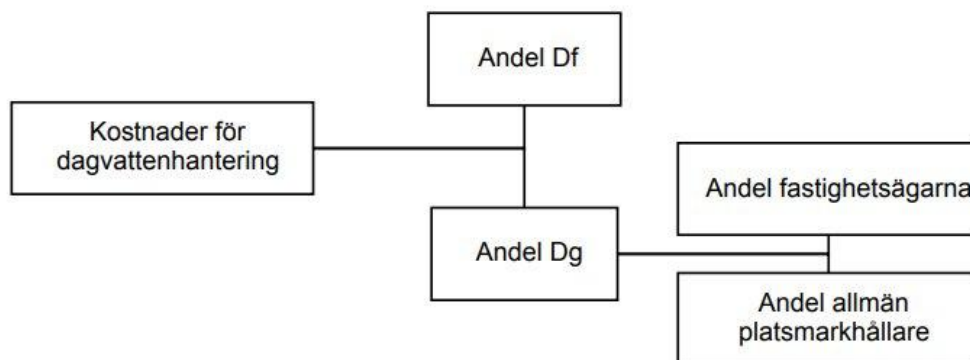 Andel Df
Kostnader för
dagvattenhantering
Andel fastighetsägarna
Andel Dg
Andel allmän
platsmarkhållare